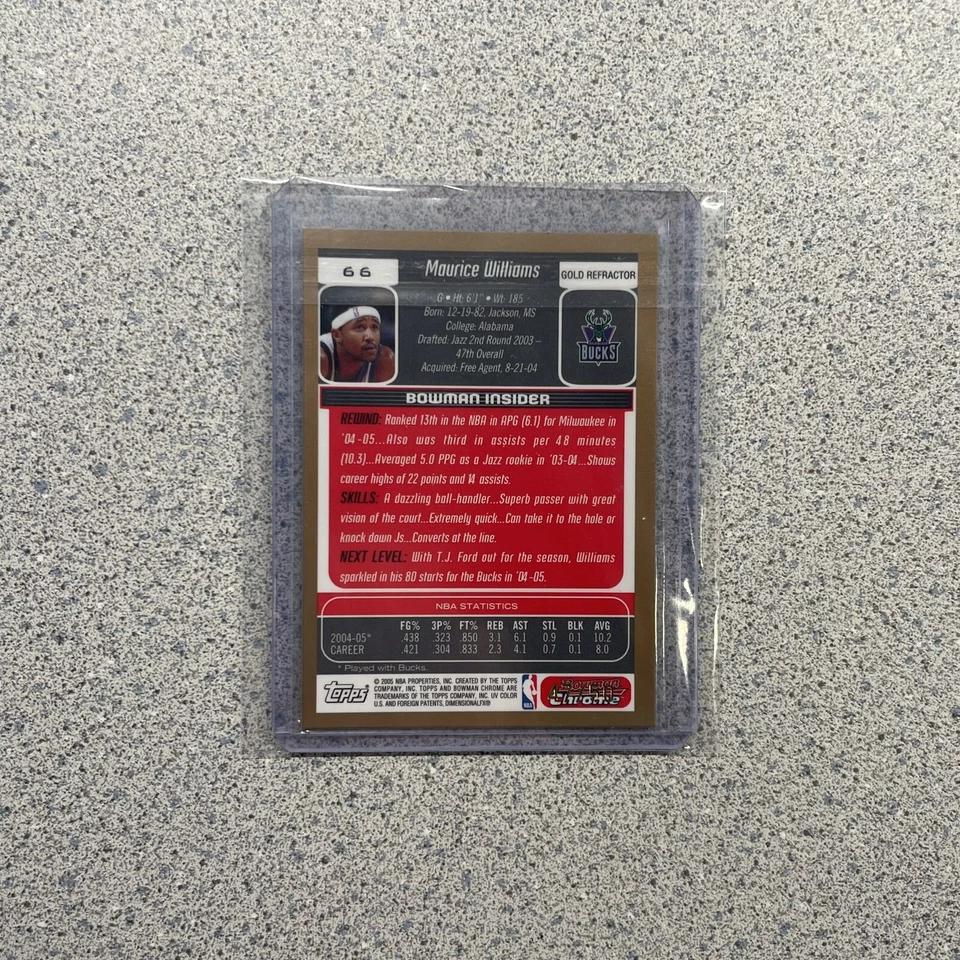 66
Maurice Williams
GOLD REFRACTOR
G • Ht: 6'1" • Wt: 185
Born: 12-19-82, Jackson, MS
College: Alabama
Drafted: Jazz 2nd Round 2003 –
47th Overall
Acquired: Free Agent, 8-21-04
BUCKS
BOWMAN INSIDER
REWIND: Ranked 13th in the NBA in APG (6.1) for Milwaukee in
'04-05...Also was third in assists per 48 minutes
(10.3)...Averaged 5.0 PPG as a Jazz rookie in '03-04...Shows
career highs of 22 points and 14 assists.
SKILLS: A dazzling ball-handler...Superb passer with great
vision of the court...Extremely quick...Can take it to the hole or
knock down Js...Converts at the line.
NEXT LEVEL: With T.J. Ford out for the season, Williams
sparkled in his 80 starts for the Bucks in '04-05.
NBA STATISTICS
FG% 3P% FT% REB AST STL BLK AVG
2004-05* .438 .323 .850 3.1 6.1 0.9 0.1 10.2
CAREER .421 .304 .833 2.3 4.1 0.7 0.1 8.0
* Played with Bucks.
Topps
© 2005 NBA PROPERTIES, INC. CREATED BY THE TOPPS
COMPANY, INC. TOPPS AND BOWMAN CHROME ARE
TRADEMARKS OF THE TOPPS COMPANY, INC. UV COLOR
U.S. AND FOREIGN PATENTS, DIMENSIONALFX®
NBA
Bowman
Chrome